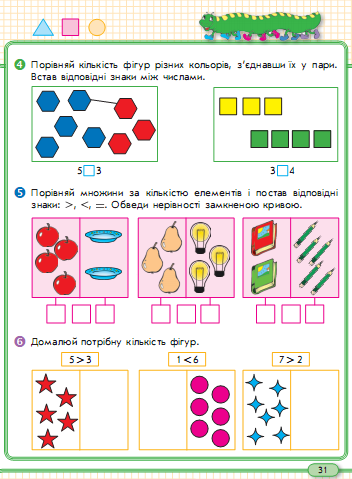 4 Порівняй кількість фігур різних кольорів, з’єднавши їх у пари.
Встав відповідні знаки між числами.
5 3
3 4
5 Порівняй множини за кількістю елементів і постав відповідні
знаки: >, <, =. Обведи нерівності замкненою кривою.
6 Домалюй потрібну кількість фігур.
5 > 3
1 < 6
7 > 2
31